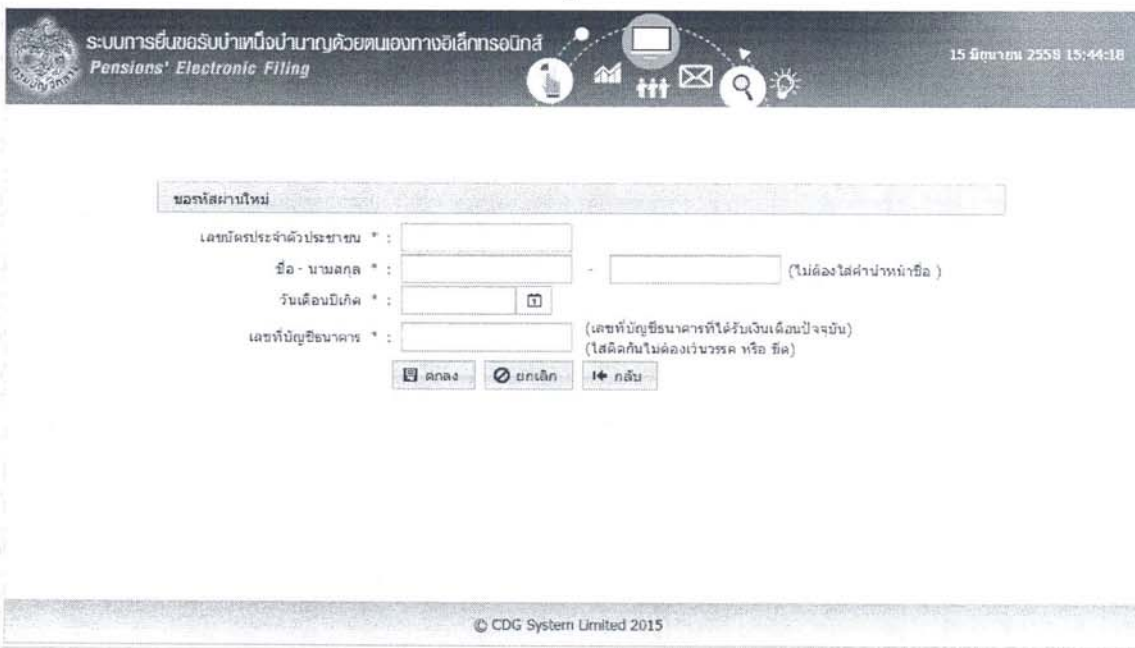 ระบบการยื่นขอรับบำเหน็จบำนาญด้วยตนเองทางอิเล็กทรอนิกส์
Pensions' Electronic Filing
15 มิถุนายน 2558 15:44:18
ขอรหัสผ่านใหม่
เลขบัตรประจำตัวประชาชน * :
ชื่อ - นามสกุล * : - (ไม่ต้องใส่คำนำหน้าชื่อ )
วันเดือนปีเกิด * :
เลขที่บัญชีธนาคาร * : (เลขที่บัญชีธนาคารที่ได้รับเงินเดือนปัจจุบัน)
(ใส่ติดกันไม่ต้องเว้นวรรค หรือ ขีด)
ตกลง ยกเลิก กลับ
© CDG System Limited 2015